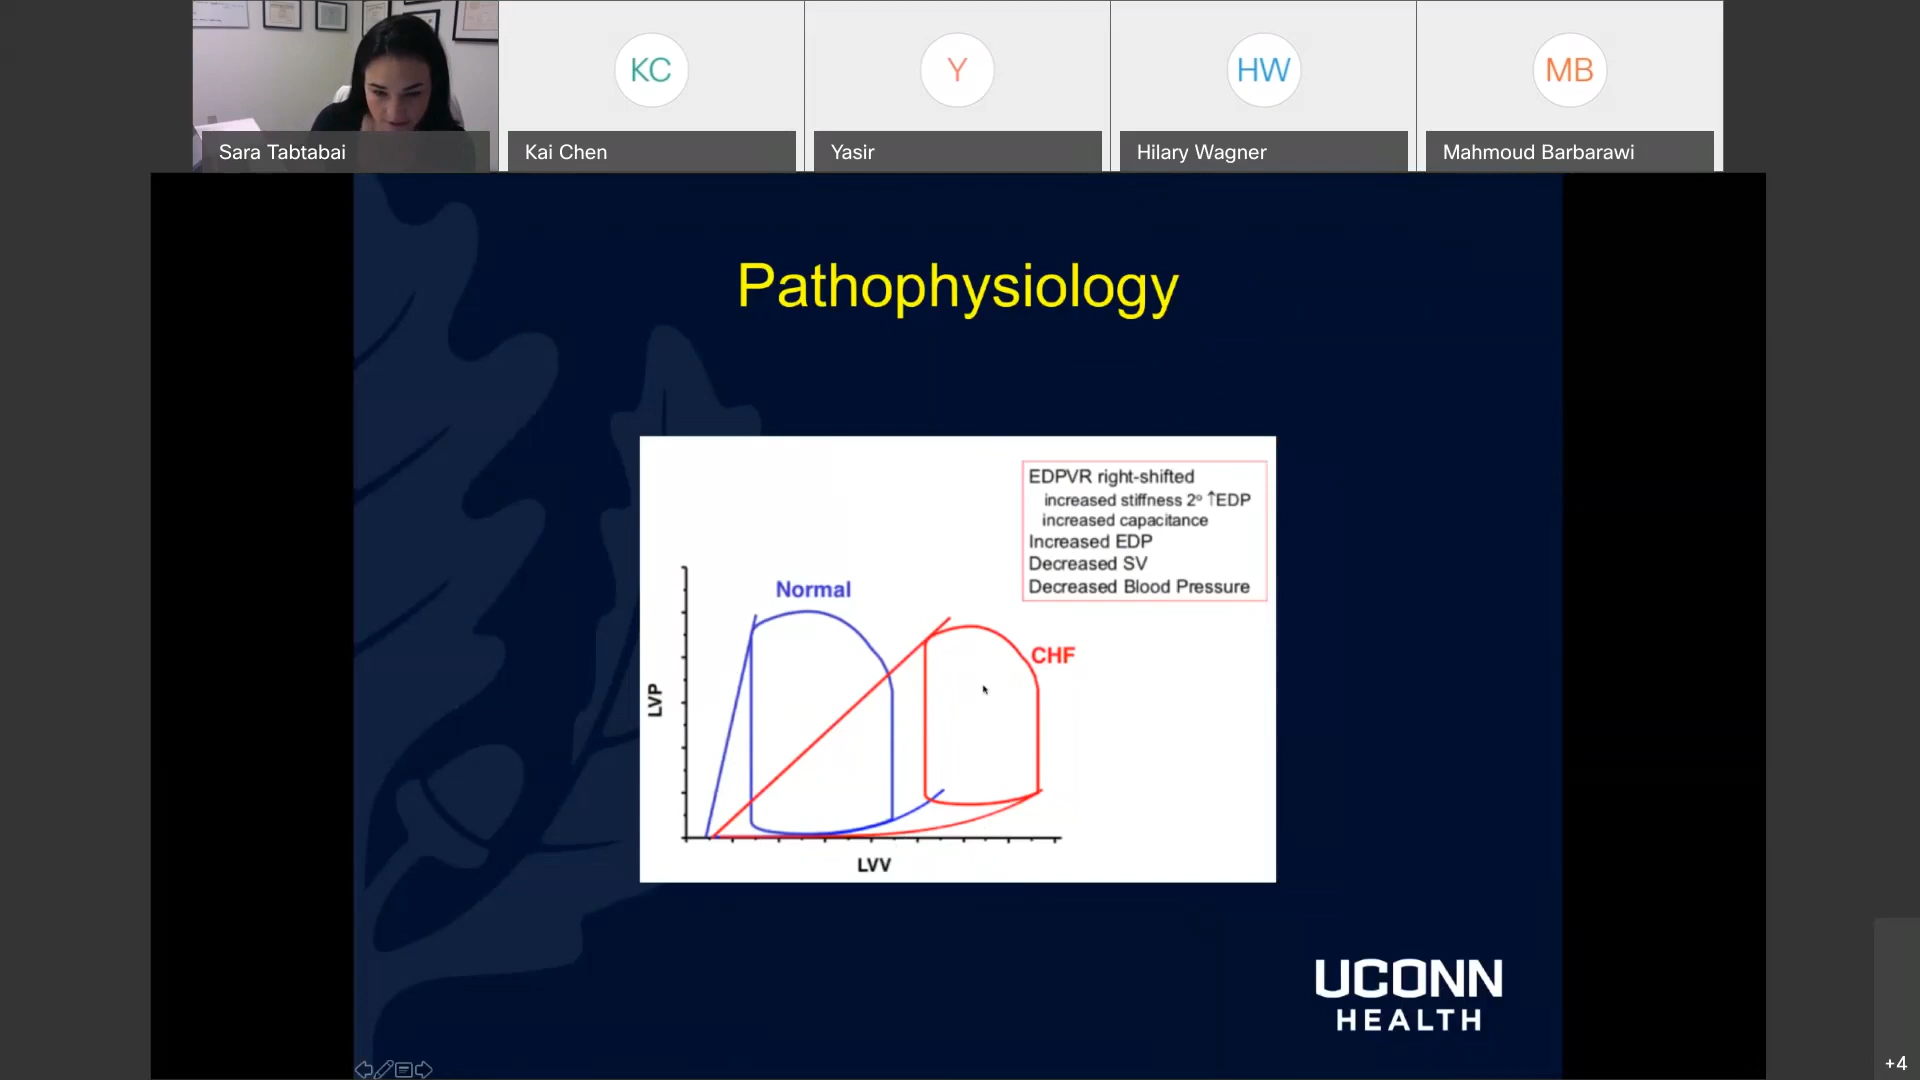 KC
Y
HW
MB
Sara Tabtabai
Kai Chen
Yasir
Hilary Wagner
Mahmoud Barbarawi
Pathophysiology
EDPVR right-shifted
increased stiffness 2º ↑EDP
increased capacitance
Increased EDP
Decreased SV
Decreased Blood Pressure
Normal
CHF
LVP
LVV
UCONN
HEALTH
+4